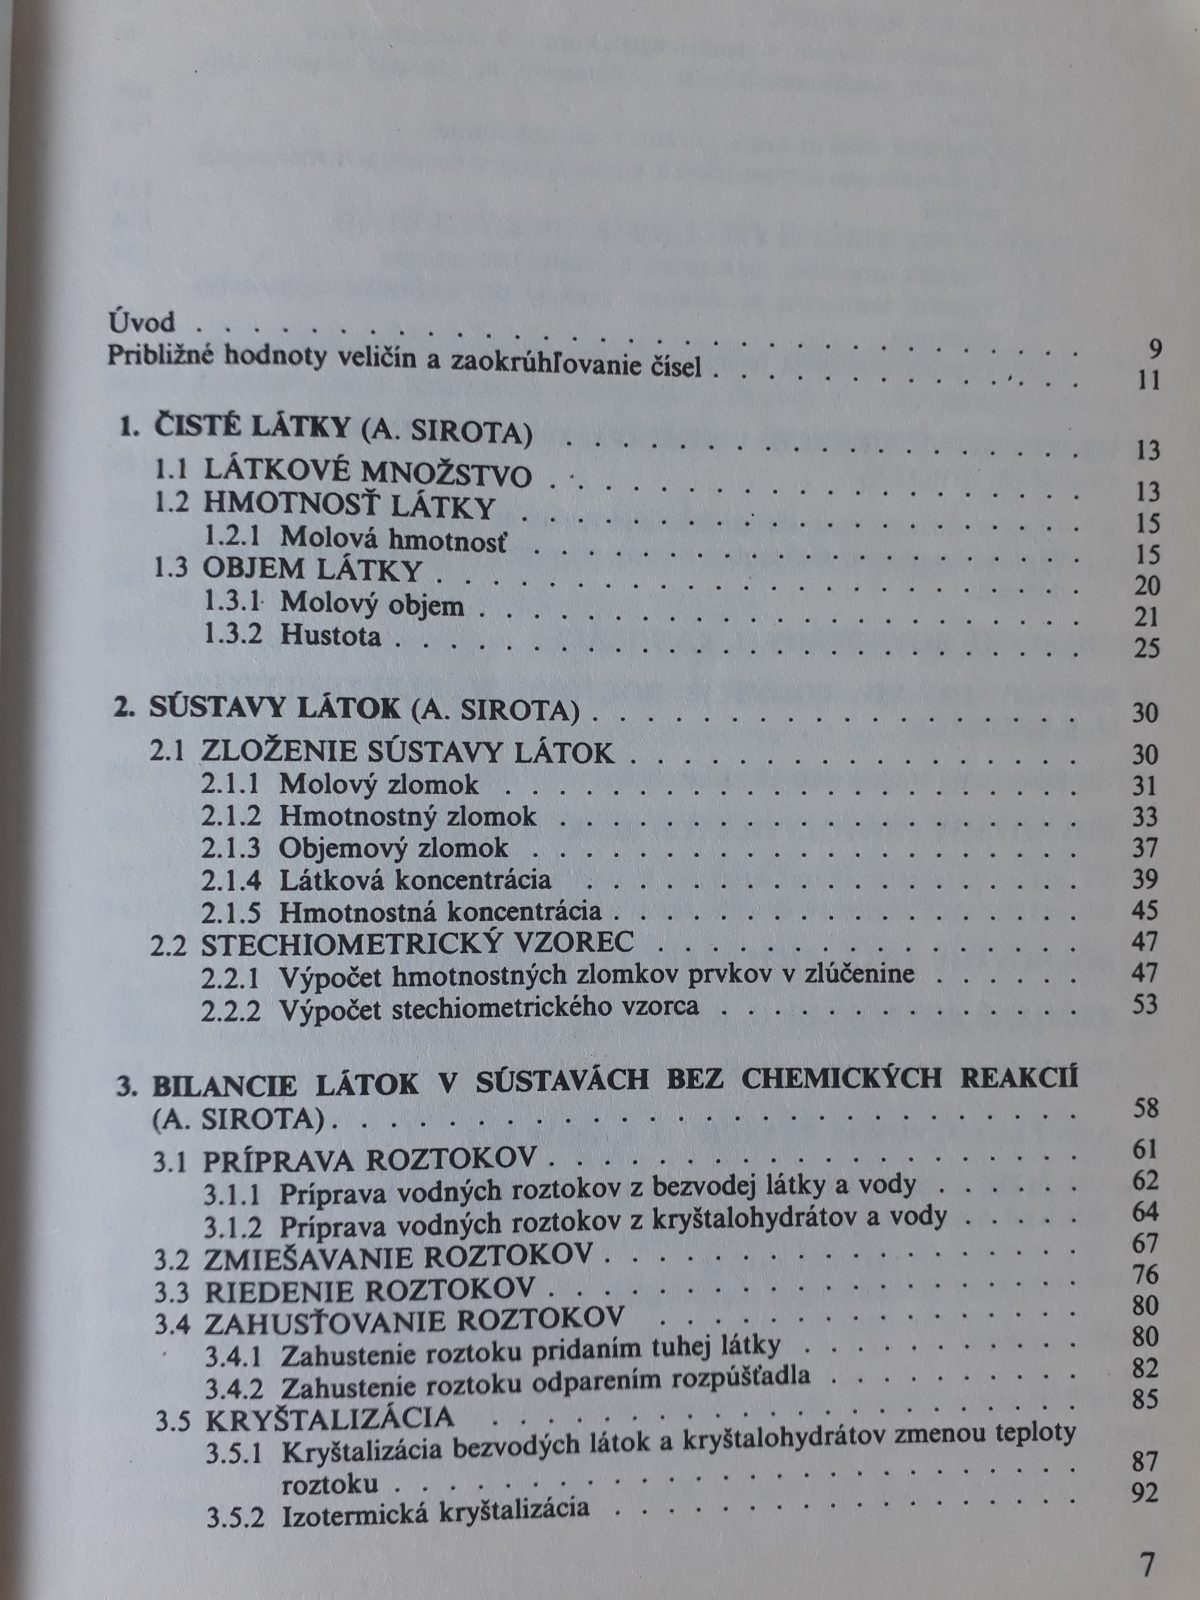 Úvod . . . . . . . . . . . . . . . . . . . . . . . . . . . . . . . 9
Približné hodnoty veličín a zaokrúhľovanie čísel . . . . . . . . . . . . . 11
1. ČISTÉ LÁTKY (A. SIROTA) . . . . . . . . . . . . . . . . . . 13
1.1 LÁTKOVÉ MNOŽSTVO . . . . . . . . . . . . . . . . . . . 13
1.2 HMOTNOSŤ LÁTKY . . . . . . . . . . . . . . . . . . . . 15
1.2.1 Molová hmotnosť . . . . . . . . . . . . . . . . . . . 15
1.3 OBJEM LÁTKY . . . . . . . . . . . . . . . . . . . . . . . 20
1.3.1 Molový objem . . . . . . . . . . . . . . . . . . . . . 21
1.3.2 Hustota . . . . . . . . . . . . . . . . . . . . . . . . 25
2. SÚSTAVY LÁTOK (A. SIROTA) . . . . . . . . . . . . . . . . . 30
2.1 ZLOŽENIE SÚSTAVY LÁTOK . . . . . . . . . . . . . . . . 30
2.1.1 Molový zlomok . . . . . . . . . . . . . . . . . . . . 31
2.1.2 Hmotnostný zlomok . . . . . . . . . . . . . . . . . . 33
2.1.3 Objemový zlomok . . . . . . . . . . . . . . . . . . . 37
2.1.4 Látková koncentrácia . . . . . . . . . . . . . . . . . 39
2.1.5 Hmotnostná koncentrácia . . . . . . . . . . . . . . . . 45
2.2 STECHIOMETRICKÝ VZOREC . . . . . . . . . . . . . . . 47
2.2.1 Výpočet hmotnostných zlomkov prvkov v zlúčenine . . . . . . 47
2.2.2 Výpočet stechiometrického vzorca . . . . . . . . . . . . . 53
3. BILANCIE LÁTOK V SÚSTAVÁCH BEZ CHEMICKÝCH REAKCIÍ
(A. SIROTA) . . . . . . . . . . . . . . . . . . . . . . . . . . 58
3.1 PRÍPRAVA ROZTOKOV . . . . . . . . . . . . . . . . . . . 61
3.1.1 Príprava vodných roztokov z bezvodej látky a vody . . . . . . 62
3.1.2 Príprava vodných roztokov z kryštalohydrátov a vody . . . . . 64
3.2 ZMIEŠAVANIE ROZTOKOV . . . . . . . . . . . . . . . . . 67
3.3 RIEDENIE ROZTOKOV . . . . . . . . . . . . . . . . . . . 76
3.4 ZAHUSŤOVANIE ROZTOKOV . . . . . . . . . . . . . . . 80
3.4.1 Zahustenie roztoku pridaním tuhej látky . . . . . . . . . . 80
3.4.2 Zahustenie roztoku odparením rozpúšťadla . . . . . . . . . 82
3.5 KRYŠTALIZÁCIA . . . . . . . . . . . . . . . . . . . . . 85
3.5.1 Kryštalizácia bezvodých látok a kryštalohydrátov zmenou teploty
roztoku . . . . . . . . . . . . . . . . . . . . . . . . 87
3.5.2 Izotermická kryštalizácia . . . . . . . . . . . . . . . . 92
7